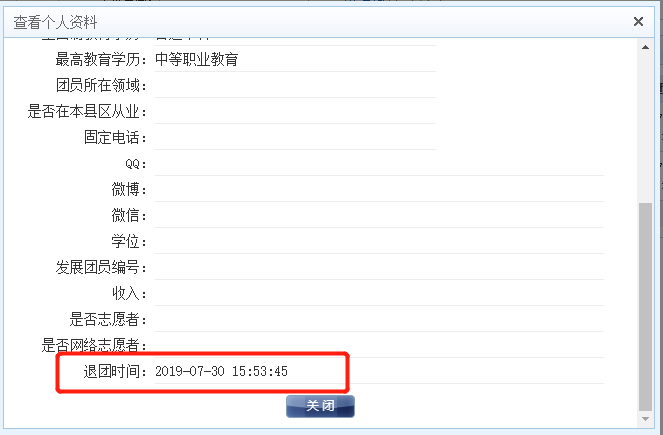 查看个人资料
最高教育学历：中等职业教育
团员所在领域：
是否在本县区从业：
固定电话：
QQ：
微博：
微信：
学位：
发展团员编号：
收入：
是否志愿者：
是否网络志愿者：
退团时间：2019-07-30 15:53:45
关闭